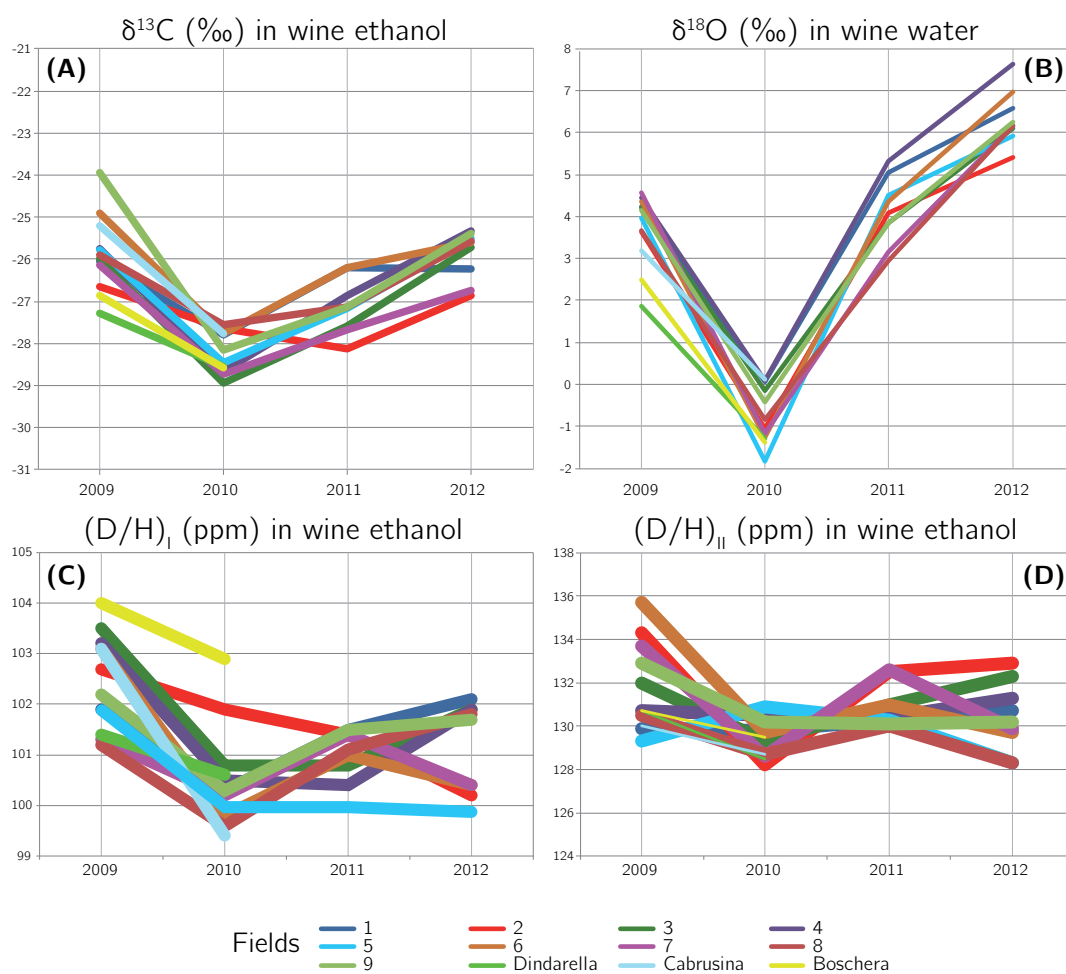 δ¹³C (‰) in wine ethanol
(A)
-21
-22
-23
-24
-25
-26
-27
-28
-29
-30
-31
2009 2010 2011 2012
δ¹⁸O (‰) in wine water
(B)
8
7
6
5
4
3
2
1
0
-1
-2
2009 2010 2011 2012
(D/H)I (ppm) in wine ethanol
(C)
105
104
103
102
101
100
99
2009 2010 2011 2012
(D/H)II (ppm) in wine ethanol
(D)
138
136
134
132
130
128
126
124
2009 2010 2011 2012
Fields
1 2 3 4
5 6 7 8
9 Dindarella Cabrusina Boschera